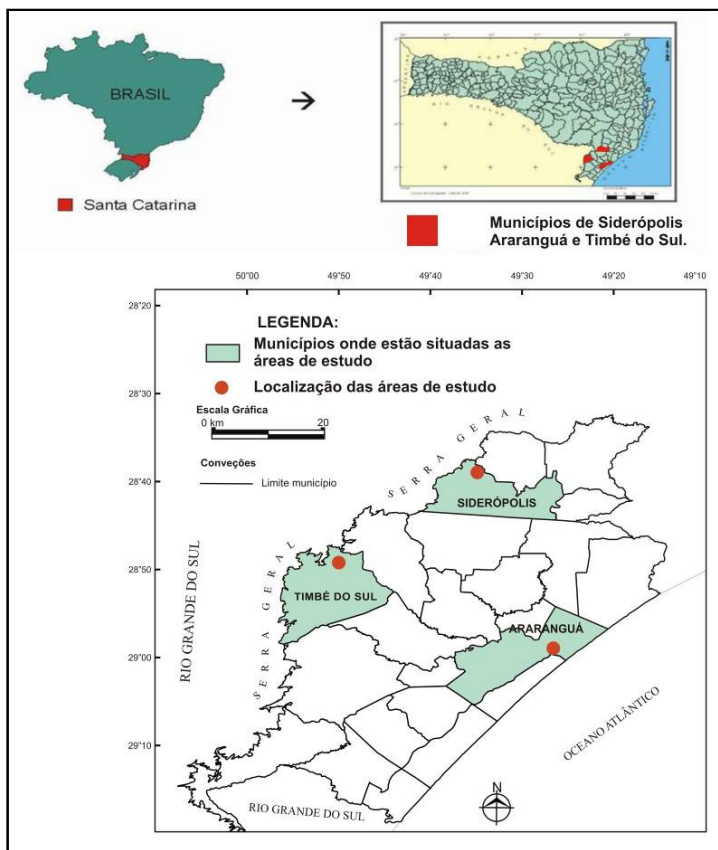 BRASIL
Santa Catarina
Municípios de Siderópolis
Araranguá e Timbé do Sul.
50°00 49°50 49°40 49°30 49°20 49°10
28°20
28°30
28°40
28°50
29°00
29°10
LEGENDA:
Municípios onde estão situadas as
áreas de estudo
Localização das áreas de estudo
Escala Gráfica
0 km 20
Conveções
Limite município
SERRA GERAL
SIDERÓPOLIS
SERRA GERAL
TIMBÉ DO SUL
ARARANGUÁ
RIO GRANDE DO SUL
OCEANO ATLÂNTICO
RIO GRANDE DO SUL
N